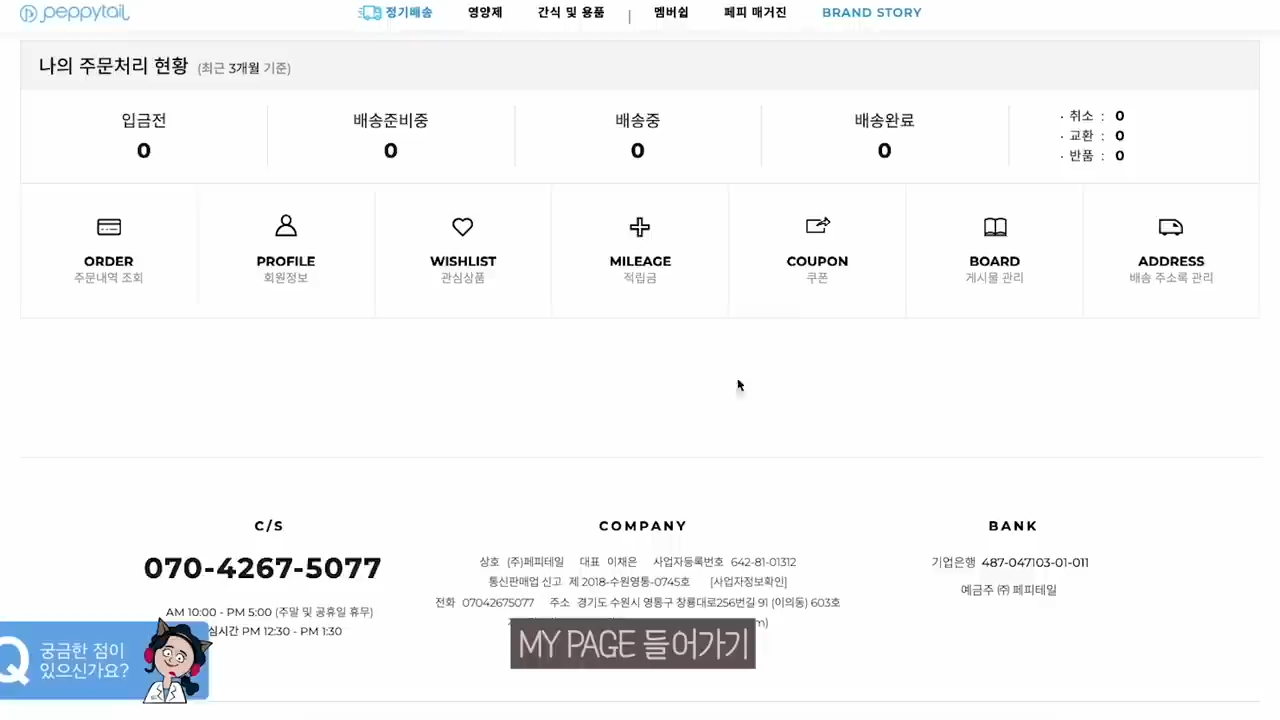 peppytail
정기배송 영양제 간식 및 용품 | 멤버쉽 페피 매거진 BRAND STORY
나의 주문처리 현황 (최근 3개월 기준)
입금전 배송준비중 배송중 배송완료
0 0 0 0
· 취소 : 0
· 교환 : 0
· 반품 : 0
ORDER PROFILE WISHLIST MILEAGE COUPON BOARD ADDRESS
주문내역 조회 회원정보 관심상품 적립금 쿠폰 게시물 관리 배송 주소록 관리
C/S
070-4267-5077
AM 10:00 - PM 5:00 (주말 및 공휴일 휴무)
심시간 PM 12:30 - PM 1:30
COMPANY
상호 (주)페피테일 대표 이채은 사업자등록번호 642-81-01312
통신판매업 신고 제 2018-수원영통-0745호 [사업자정보확인]
전화 07042675077 주소 경기도 수원시 영통구 창룡대로256번길 91 (이의동) 603호
m)
BANK
기업은행 487-047103-01-011
예금주 ㈜ 페피테일
Q 궁금한 점이
있으신가요?
MY PAGE 들어가기